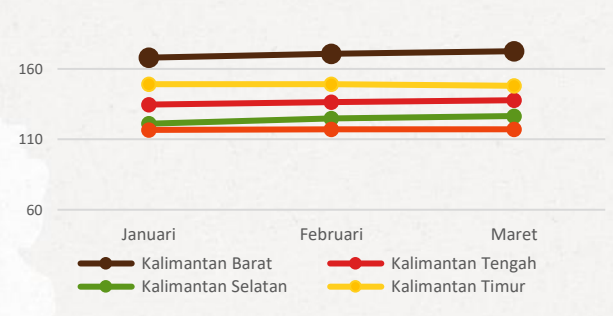 160
110
60
Januari Februari Maret
Kalimantan Barat Kalimantan Tengah
Kalimantan Selatan Kalimantan Timur